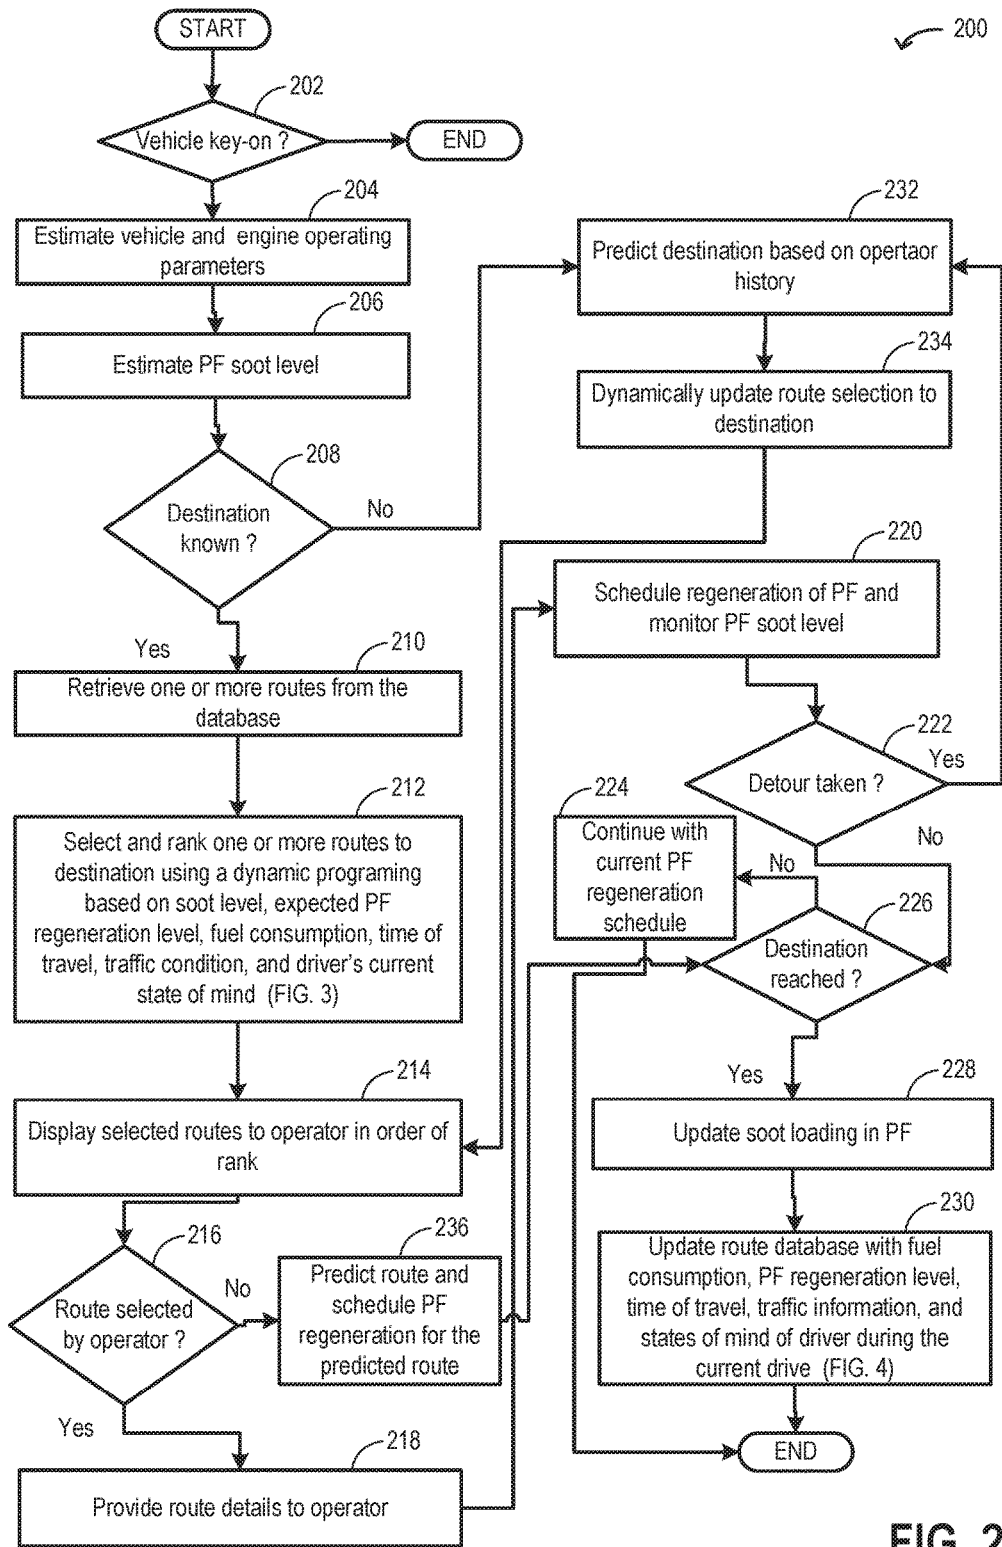 START
200
202
Vehicle key-on ?
END
204
Estimate vehicle and engine operating
parameters
206
Estimate PF soot level
208
Destination
known ?
No
Yes
210
Retrieve one or more routes from the
database
212
Select and rank one or more routes to
destination using a dynamic programing
based on soot level, expected PF
regeneration level, fuel consumption, time of
travel, traffic condition, and driver's current
state of mind (FIG. 3)
214
Display selected routes to operator in order of
rank
216
Route selected
by operator ?
No
Yes
236
Predict route and
schedule PF
regeneration for the
predicted route
218
Provide route details to operator
232
Predict destination based on opertaor
history
234
Dynamically update route selection to
destination
220
Schedule regeneration of PF and
monitor PF soot level
222
Detour taken ?
Yes
No
224
Continue with
current PF
regeneration
schedule
No
226
Destination
reached ?
Yes
228
Update soot loading in PF
230
Update route database with fuel
consumption, PF regeneration level,
time of travel, traffic information, and
states of mind of driver during the
current drive (FIG. 4)
END
FIG. 2